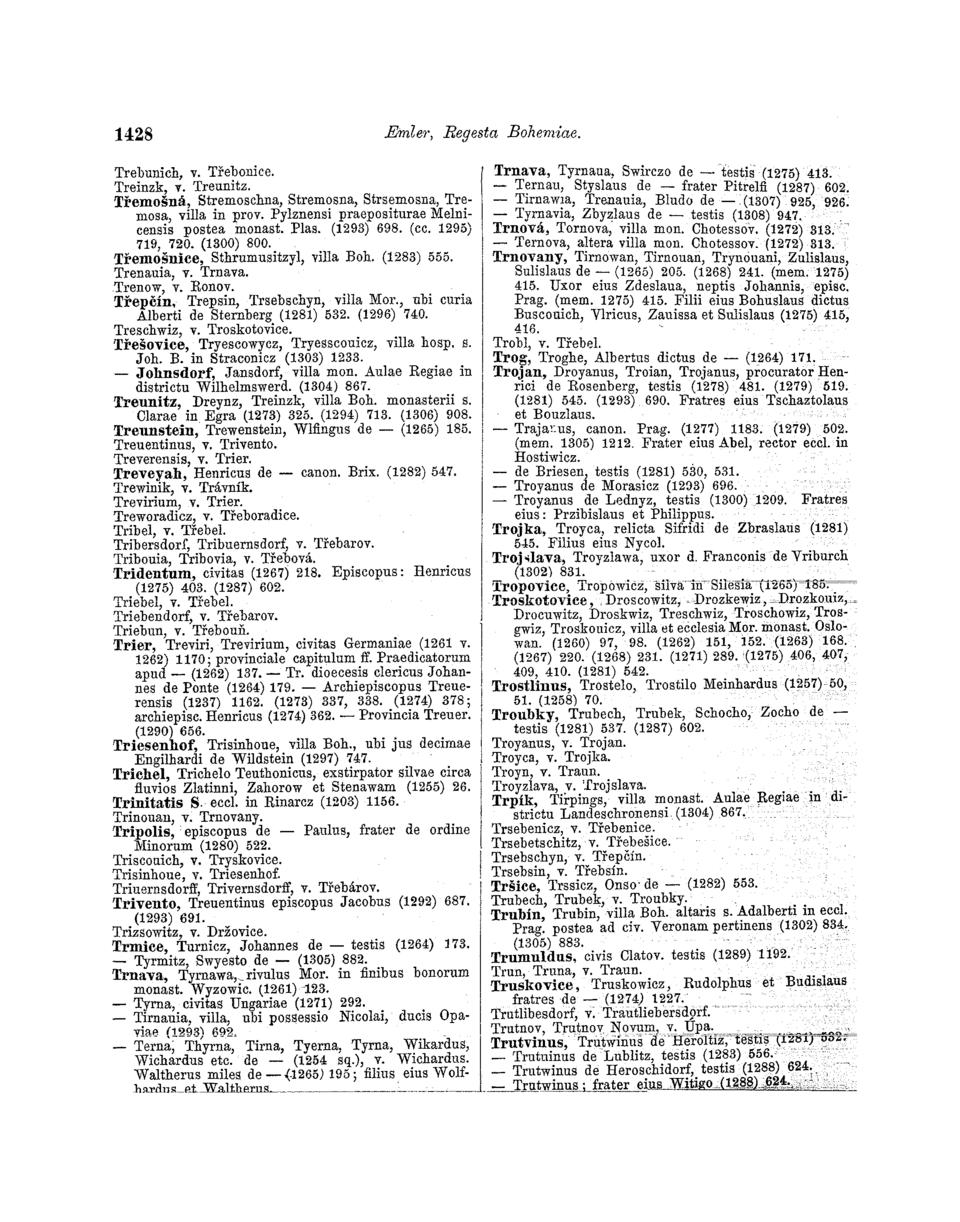 1428
Emler, Regesta Bohemiae.
Trebunich, v. Třebonice.
Treinzk, v. Treunitz.
Třemošná, Stremoschna, Stremosna, Strsemosna, Tre-
mosa, villa in prov. Pylznensi praepositurae Melni-
censis postea monast. Plas. (1293) 698. (cc. 1295)
719, 720. (1300) 800.
Třemošnice, Sthrumusitzyl, villa Boh. (1283) 555.
Trenauia, v. Trnava.
Trenow, v. Ronov.
Třepčín, Trepsin, Trsebschyn, villa Mor., ubi curia
Alberti de Sternberg (1281) 532. (1296) 740.
Treschwiz, v. Troskotovice.
Třešovice, Tryescowycz, Tryesscouicz, villa hosp. s.
Joh. B. in Straconicz (1303) 1233.
— Johnsdorf, Jansdorf, villa mon. Aulae Regiae in
districtu Wilhelmswerd. (1304) 867.
Treunitz, Dreynz, Treinzk, villa Boh. monasterii s.
Clarae in Egra (1273) 325. (1294) 713. (1306) 908.
Treunstein, Trewenstein, Wlfingus de — (1265) 185.
Treuentinus, v. Trivento.
Treverensis, v. Trier.
Treveyah, Henricus de — canon. Brix. (1282) 547.
Trewinik, v. Trávník.
Trevirium, v. Trier.
Treworadicz, v. Třeboradice.
Tribel, v. Třebel.
Tribersdorf, Tribuernsdorf, v. Třebarov.
Tribouia, Tribovia, v. Třebová.
Tridentum, civitas (1267) 218. Episcopus: Henricus
(1275) 403. (1287) 602.
Triebel, v. Třebel.
Triebendorf, v. Třebarov.
Triebun, v. Třebouň.
Trier, Treviri, Trevirium, civitas Germaniae (1261 v.
1262) 1170; provinciale capitulum ff. Praedicatorum
apud — (1262) 137. — Tr. dioecesis clericus Johan-
nes de Ponte (1264) 179. — Archiepiscopus Treue-
rensis (1237) 1162. (1273) 337, 338. (1274) 378;
archiepisc. Henricus (1274) 362. — Provincia Treuer.
(1290) 656.
Triesenhof, Trisinhoue, villa Boh., ubi jus decimae
Engilhardi de Wildstein (1297) 747.
Trichel, Trichelo Teuthonicus, exstirpator silvae circa
fluvios Zlatinni, Zahorow et Stenawam (1255) 26.
Trinitatis S. eccl. in Rinarcz (1203) 1156.
Trinouan, v. Trnovany.
Tripolis, episcopus de — Paulus, frater de ordine
Minorum (1280) 522.
Triscouich, v. Tryskovice.
Trisinhoue, v. Triesenhof.
Triuernsdorff, Trivernsdorff, v. Třebárov.
Trivento, Treuentinus episcopus Jacobus (1292) 687.
(1293) 691.
Trizsowitz, v. Držovice.
Trmice, Turnicz, Johannes de — testis (1264) 173.
— Tyrmitz, Swyesto de — (1305) 882.
Trnava, Tyrnawa, rivulus Mor. in finibus bonorum
monast. Wyzowic. (1261) 123.
— Tyrna, civitas Ungariae (1271) 292.
— Tirnauia, villa, ubi possessio Nicolai, ducis Opa-
viae (1293) 692.
— Terna, Thyrna, Tirna, Tyerna, Tyrna, Wikardus,
Wichardus etc. de — (1254 sq.), v. Wichardus.
Waltherus miles de — (1265) 195; filius eius Wolf-
hardus et Waltherus.
Trnava, Tyrnaua, Swirczo de — testis (1275) 413.
— Ternau, Styslaus de — frater Pitrelfi (1287) 602.
— Tirnawia, Trenauia, Bludo de — (1307) 925, 926.
— Tyrnavia, Zbyzlaus de — testis (1308) 947.
Trnová, Tornova, villa mon. Chotessov. (1272) 313.
— Ternova, altera villa mon. Chotessov. (1272) 313.
Trnovany, Tirnowan, Tirnouan, Trynouani, Zulislaus,
Sulislaus de — (1265) 205. (1268) 241. (mem. 1275)
415. Uxor eius Zdeslaua, neptis Johannis, episc.
Prag. (mem. 1275) 415. Filii eius Bohuslaus dictus
Busconich, Vlricus, Zauissa et Sulislaus (1275) 415,
416.
Trobl, v. Třebel.
Trog, Troghe, Albertus dictus de — (1264) 171.
Trojan, Droyanus, Troian, Trojanus, procurator Hen-
rici de Rosenberg, testis (1278) 481. (1279) 519.
(1281) 545. (1293) 690. Fratres eius Tschaztolaus
et Bouzlaus.
— Trajanus, canon. Prag. (1277) 1183. (1279) 502.
(mem. 1305) 1212. Frater eius Abel, rector eccl. in
Hostiwicz.
— de Briesen, testis (1281) 530, 531.
— Troyanus de Morasicz (1293) 696.
— Troyanus de Lednyz, testis (1300) 1209. Fratres
eius: Przibislaus et Philippus.
Trojka, Troyca, relicta Sifridi de Zbraslaus (1281)
545. Filius eius Nycol.
Trojslava, Troyzlawa, uxor d. Franconis de Vriburch
(1302) 831.
Tropovice, Tropowicz, silva in Silesia (1265) 185.
Troskotovice, Droscowitz, Drozkewiz, Drozkouiz,
Drocuwitz, Droskwiz, Treschwiz, Troschowiz, Tros-
gwiz, Troskouicz, villa et ecclesia Mor. monast. Oslo-
wan. (1260) 97, 98. (1262) 151, 152. (1263) 168.
(1267) 220. (1268) 231. (1271) 289. (1275) 406, 407,
409, 410. (1281) 542.
Trostlinus, Trostelo, Trostilo Meinhardus (1257) 50,
51. (1258) 70.
Troubky, Trubech, Trubek, Schocho, Zocho de —
testis (1281) 537. (1287) 602.
Troyanus, v. Trojan.
Troyca, v. Trojka.
Troyn, v. Traun.
Troyzlava, v. Trojslava.
Trpík, Tirpings, villa monast. Aulae Regiae in di-
strictu Landeschronensi (1304) 867.
Trsebenicz, v. Třebenice.
Trsebetschitz, v. Třebešice.
Trsebschyn, v. Třepčín.
Trsebsin, v. Třebsín.
Tršice, Trssicz, Onso de — (1282) 553.
Trubech, Trubek, v. Troubky.
Trubín, Trubin, villa Boh. altaris s. Adalberti in eccl.
Prag. postea ad civ. Veronam pertinens (1302) 834.
(1305) 883.
Trumuldus, civis Clatov. testis (1289) 1192.
Trun, Truna, v. Traun.
Truskovice, Truskowicz, Rudolphus et Budislaus
fratres de — (1274) 1227.
Trutlibesdorf, v. Trautliebersdorf.
Trutnov, Trutnov Novum, v. Úpa.
Trutvinus, Trutwinus de Heroltiz, testis (1281) 532.
— Trutuinus de Lublitz, testis (1283) 556.
— Trutwinus de Heroschidorf, testis (1288) 624.
— Trutwinus; frater eius Witigo (1288) 624.